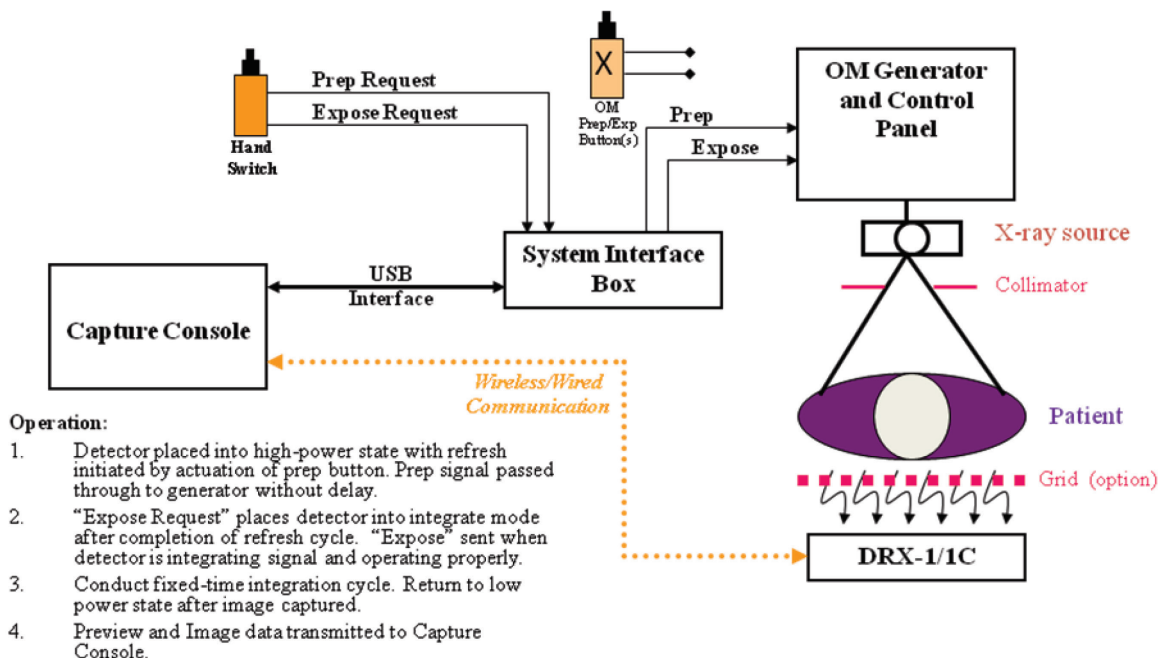 Prep Request
Expose Request
Hand
Switch
X
OM
Prep/Exp
Button(s)
Prep
Expose
OM Generator
and Control
Panel
System Interface
Box
USB
Interface
Capture Console
X-ray source
Collimator
Wireless/Wired
Communication
Patient
Grid (option)
DRX-1/1C
Operation:
1. Detector placed into high-power state with refresh
initiated by actuation of prep button. Prep signal passed
through to generator without delay.
2. “Expose Request” places detector into integrate mode
after completion of refresh cycle. “Expose” sent when
detector is integrating signal and operating properly.
3. Conduct fixed-time integration cycle. Return to low
power state after image captured.
4. Preview and Image data transmitted to Capture
Console.